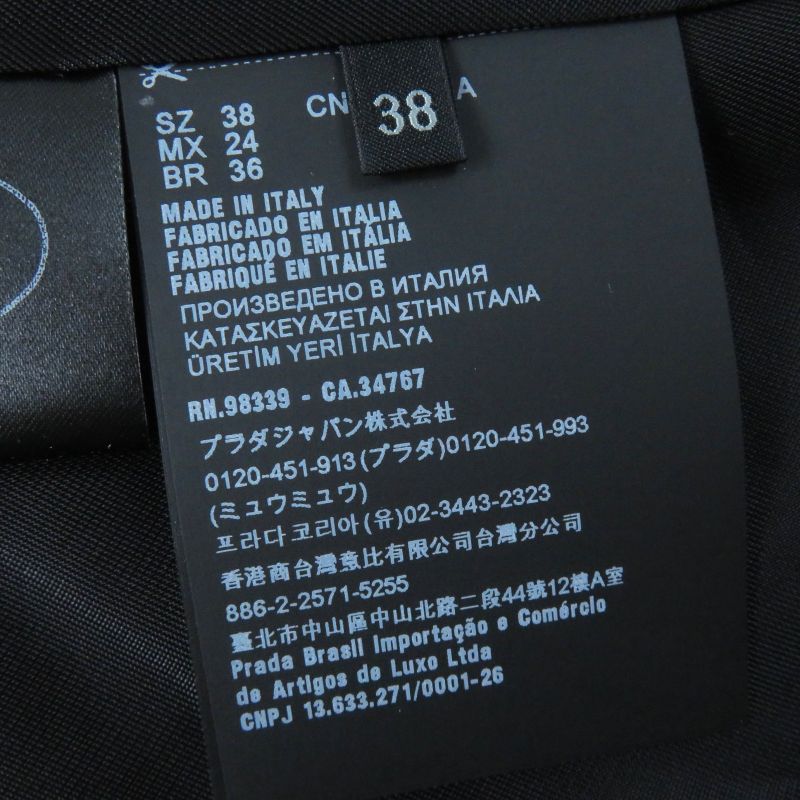 SZ 38 CN A
MX 24
BR 36
38
MADE IN ITALY
FABRICADO EN ITALIA
FABRICADO EM ITÁLIA
FABRIQUÉ EN ITALIE
ПРОИЗВЕДЕНО В ИТАЛИЯ
ΚΑΤΑΣΚΕΥΑΖΕΤΑΙ ΣΤΗΝ ΙΤΑΛΙΑ
ÜRETİM YERİ İTALYA
RN.98339 - CA.34767
プラダジャパン株式会社
0120-451-913(プラダ)0120-451-993
(ミュウミュウ)
프라다코리아(유)02-3443-2323
香港商台灣意比有限公司台灣分公司
886-2-2571-5255
臺北市中山區中山北路二段44號12樓A室
Prada Brasil Importação e Comércio
de Artigos de Luxo Ltda
CNPJ 13.633.271/0001-26